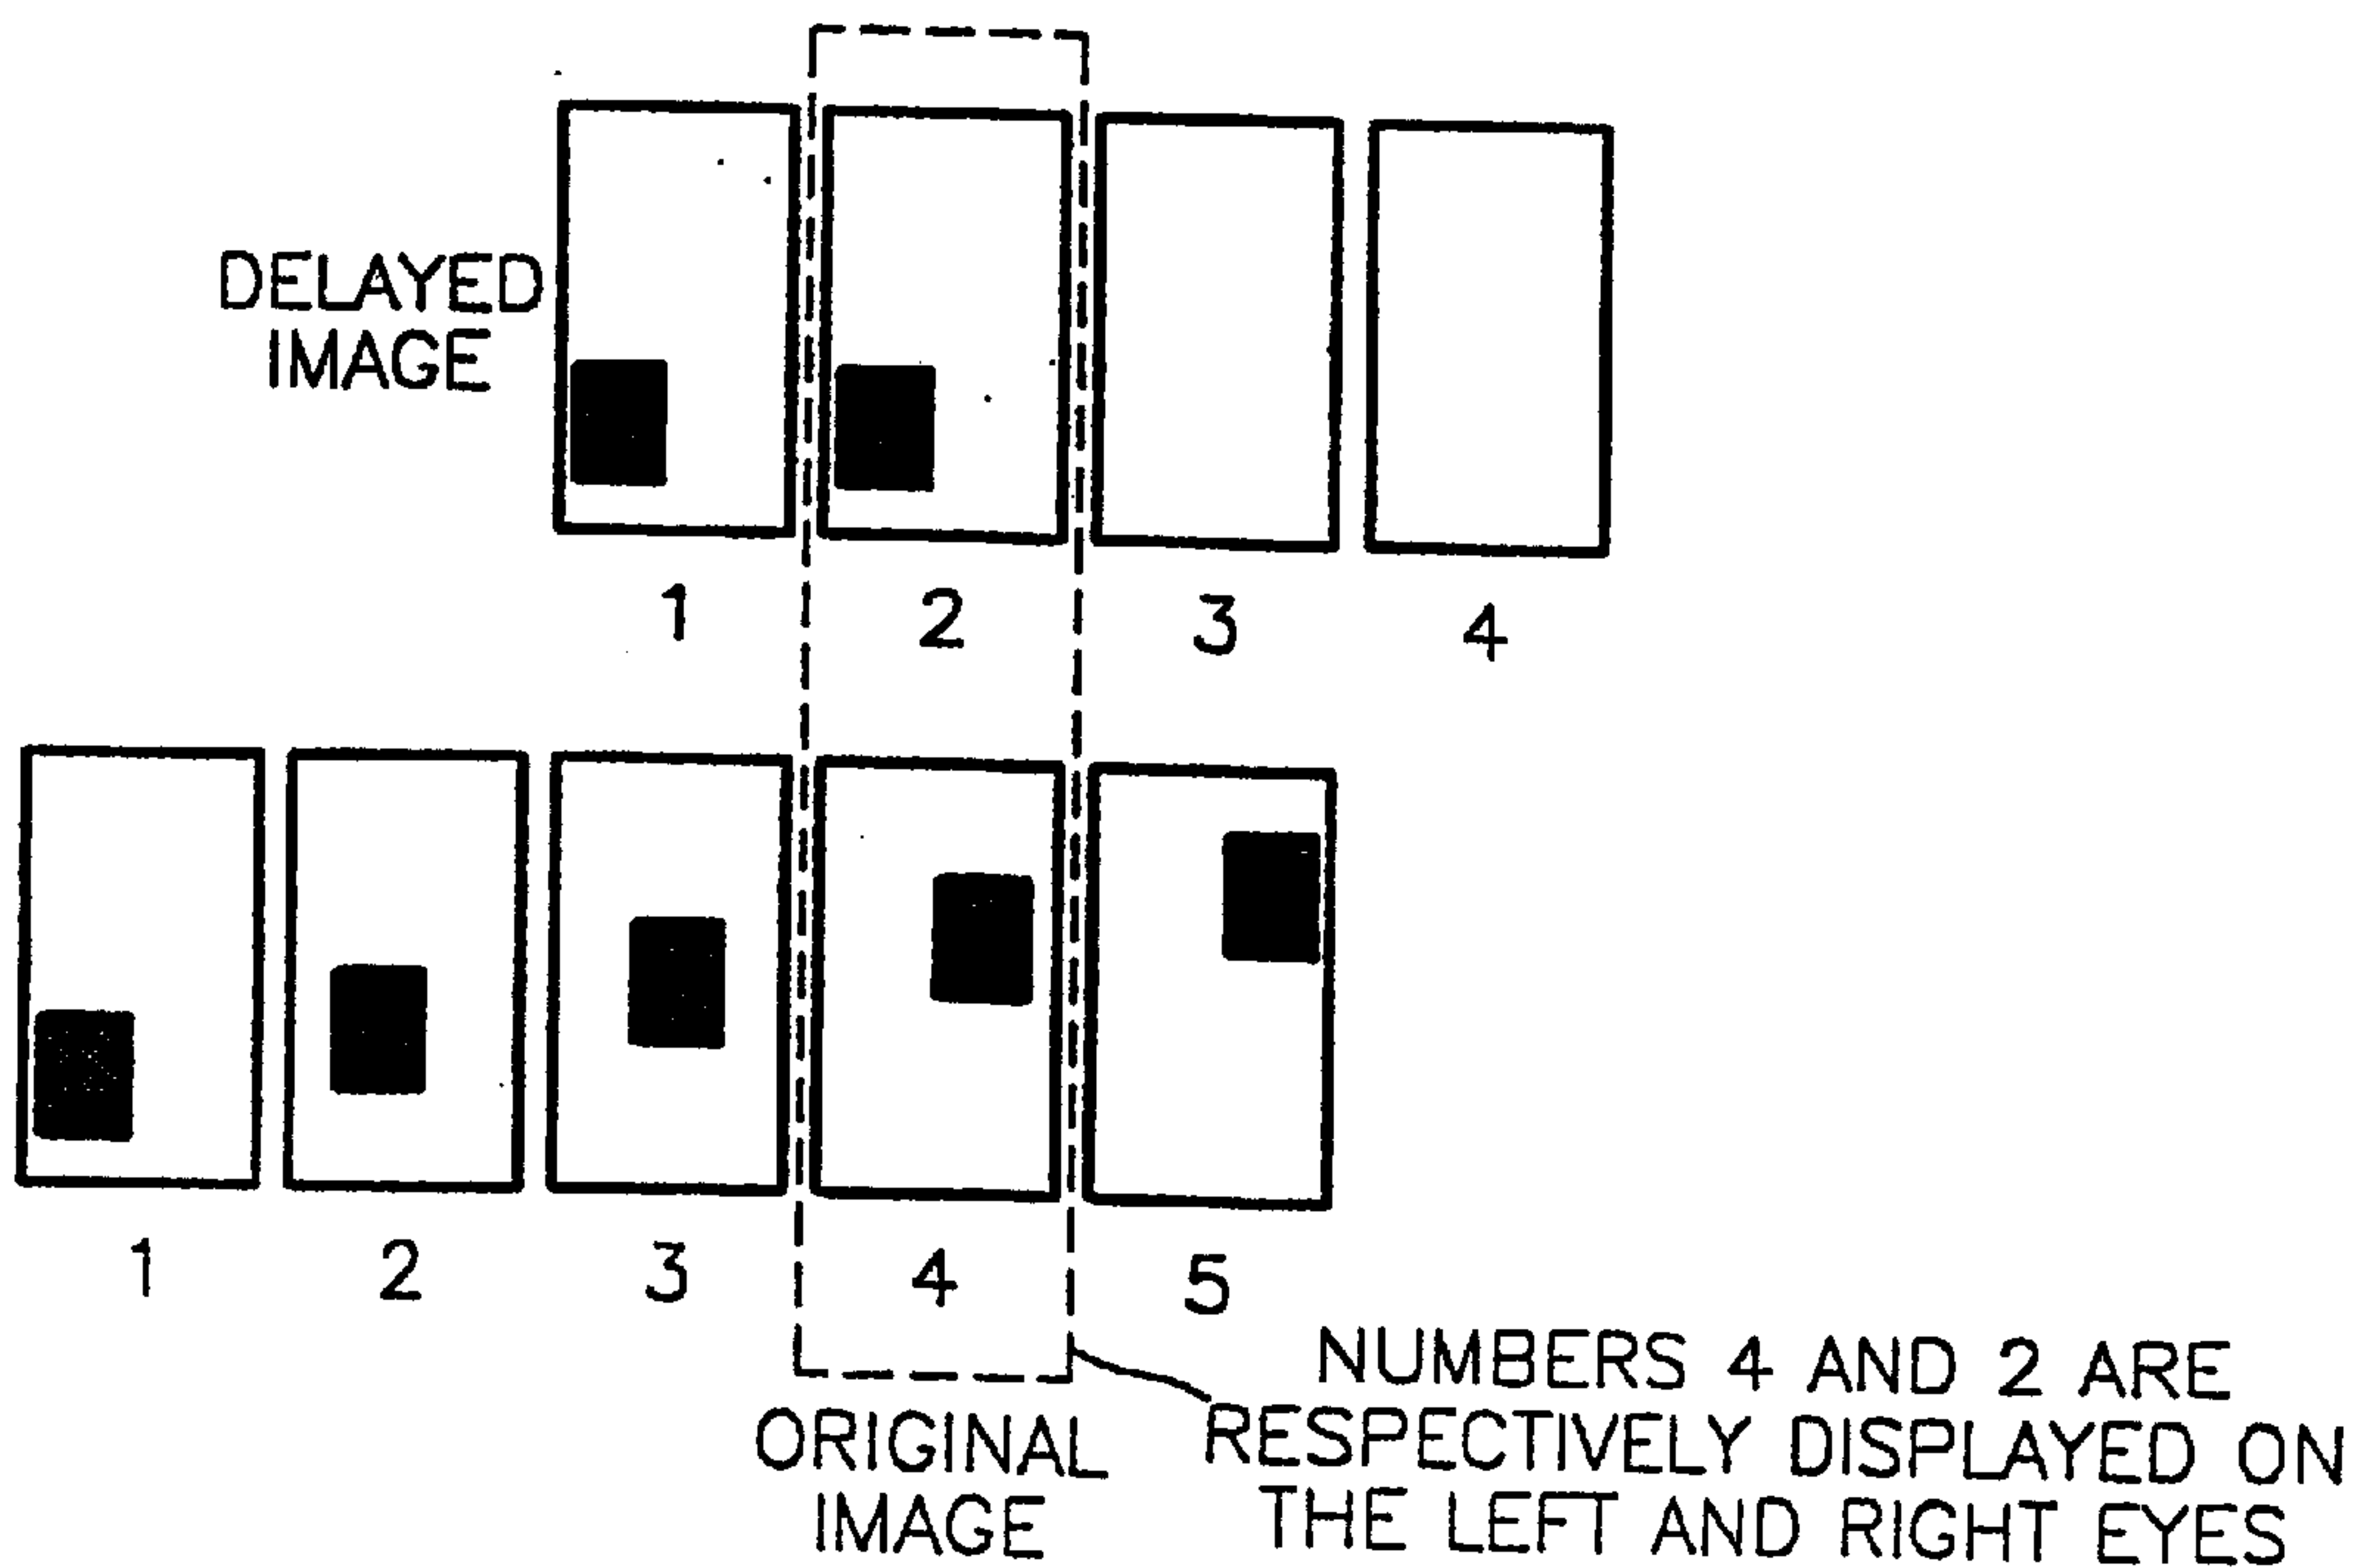 DELAYED
IMAGE
1 2 3 4
1 2 3 4 5
ORIGINAL
IMAGE
NUMBERS 4 AND 2 ARE
RESPECTIVELY DISPLAYED ON
THE LEFT AND RIGHT EYES